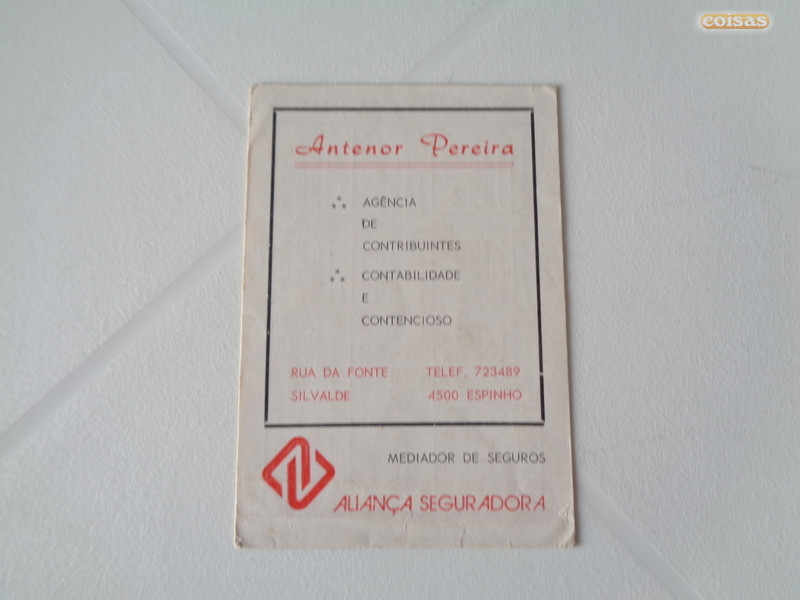 coisas
Antenor Pereira
AGÊNCIA
DE
CONTRIBUINTES
CONTABILIDADE
E
CONTENCIOSO
RUA DA FONTE TELEF. 723489
SILVALDE 4500 ESPINHO
MEDIADOR DE SEGUROS
ALIANÇA SEGURADORA